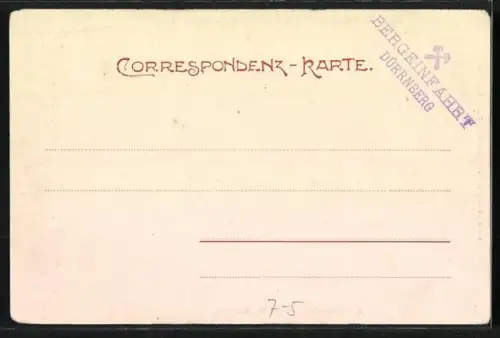 CORRESPONDENZ-KARTE.
BERGEINFAHRT
DÜRRNBERG
7-5